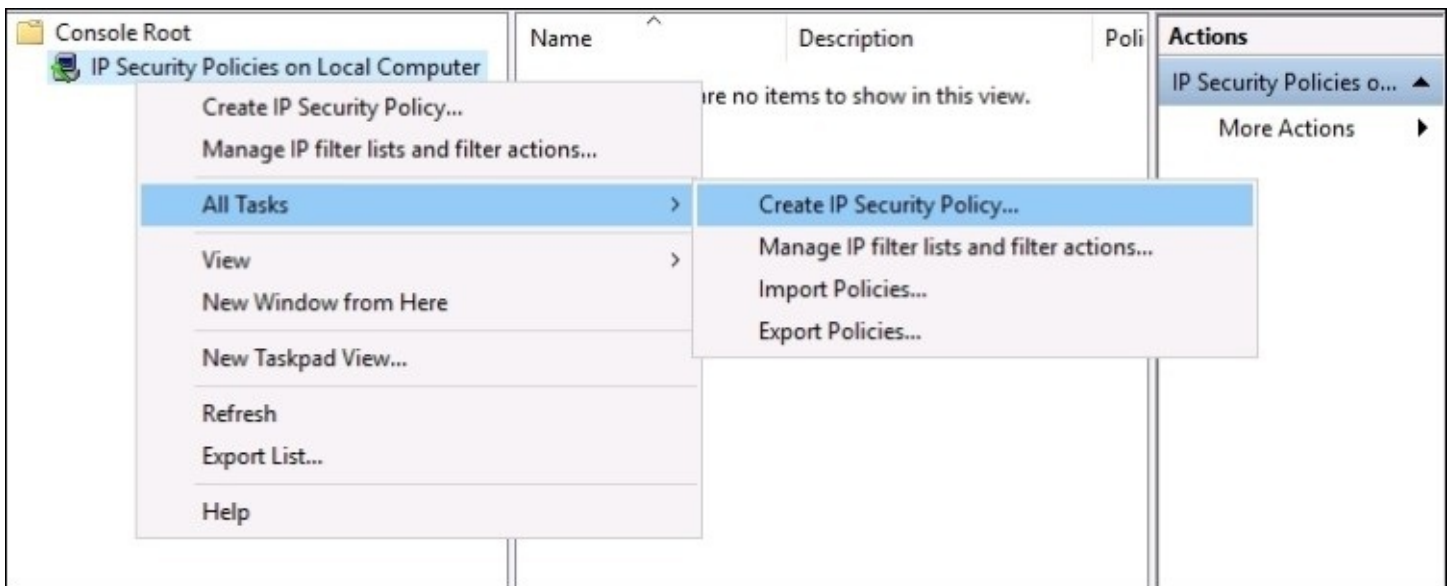 Console Root
IP Security Policies on Local Computer
Name Description Poli
are no items to show in this view.
Actions
IP Security Policies o...
More Actions
Create IP Security Policy...
Manage IP filter lists and filter actions...
All Tasks
View
New Window from Here
New Taskpad View...
Refresh
Export List...
Help
Create IP Security Policy...
Manage IP filter lists and filter actions...
Import Policies...
Export Policies...